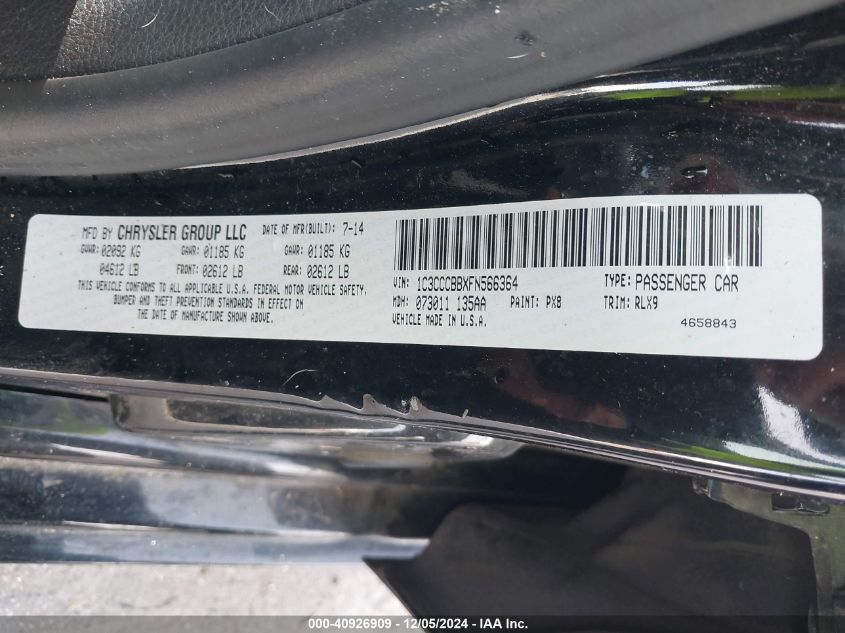 MFD BY CHRYSLER GROUP LLC DATE OF MFR(BUILT): 7-14
GVWR: 02092 KG GAWR: 01185 KG GAWR: 01185 KG
04612 LB FRONT: 02612 LB REAR: 02612 LB
THIS VEHICLE CONFORMS TO ALL APPLICABLE U.S.A. FEDERAL MOTOR VEHICLE SAFETY,
BUMPER AND THEFT PREVENTION STANDARDS IN EFFECT ON
THE DATE OF MANUFACTURE SHOWN ABOVE.
VIN: 1C3CCCBBXFN566364 TYPE: PASSENGER CAR
MDH: 073011 135AA PAINT: PX8 TRIM: RLX9
VEHICLE MADE IN U.S.A.
4658843
000-40926909 - 12/05/2024 - IAAI.COM